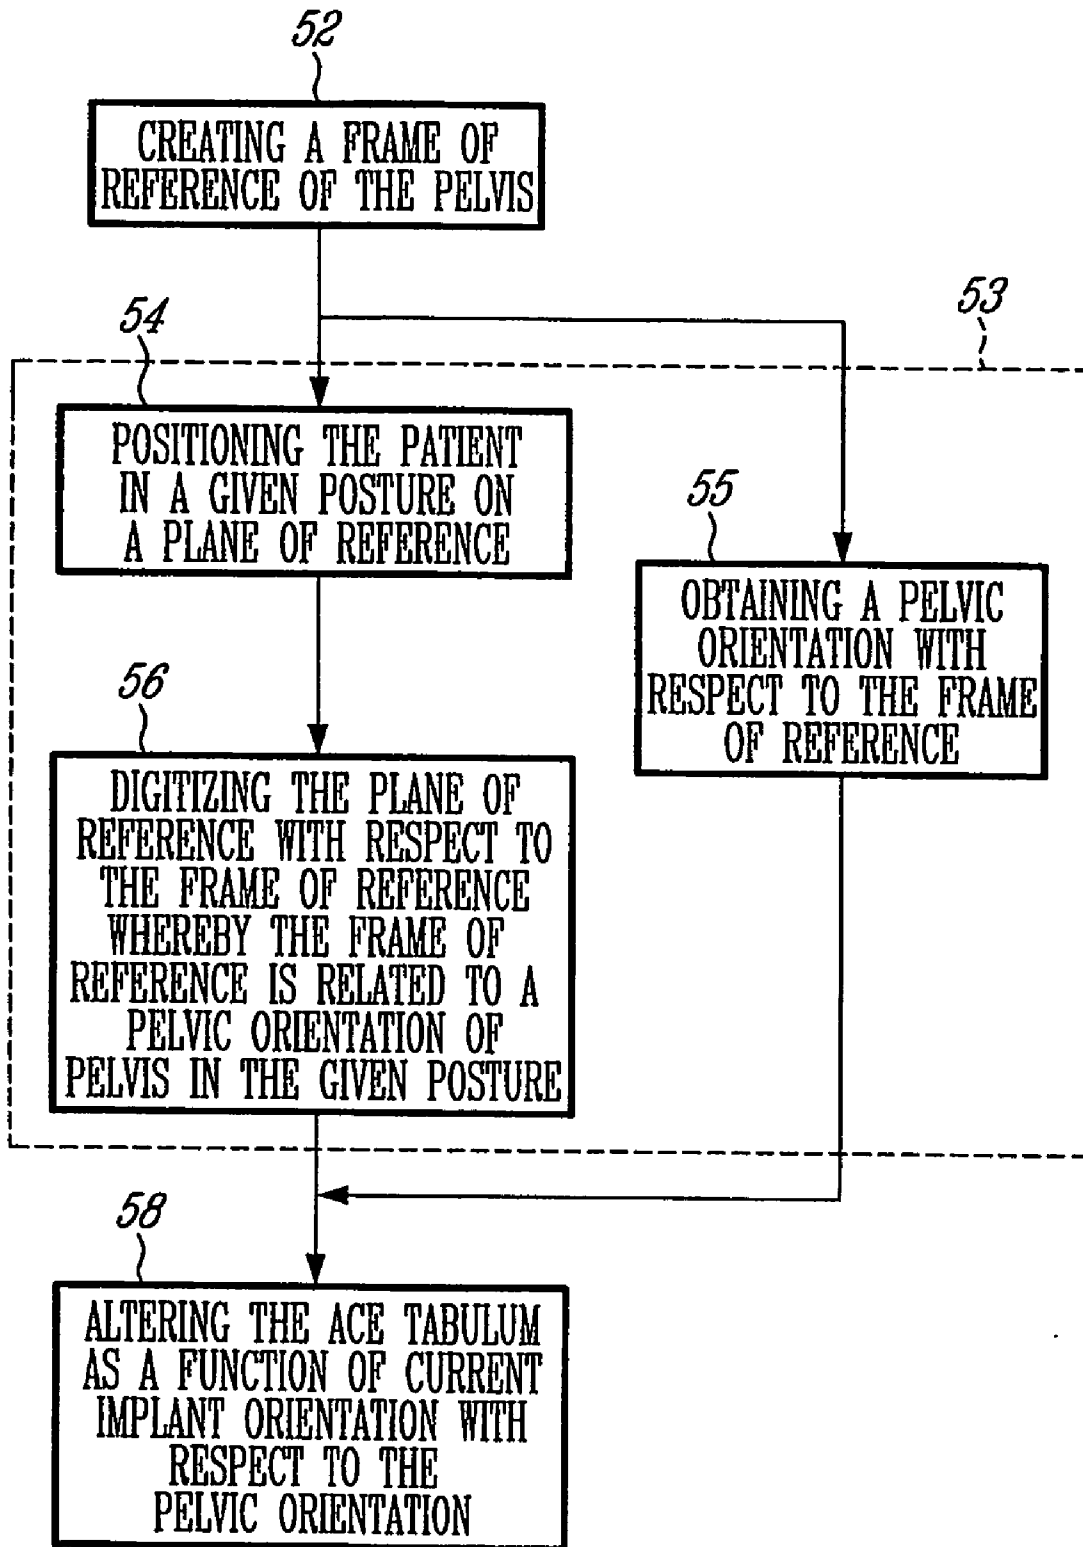 52
CREATING A FRAME OF
REFERENCE OF THE PELVIS
53
54
POSITIONING THE PATIENT
IN A GIVEN POSTURE ON
A PLANE OF REFERENCE
55
OBTAINING A PELVIC
ORIENTATION WITH
RESPECT TO THE FRAME
OF REFERENCE
56
DIGITIZING THE PLANE OF
REFERENCE WITH RESPECT TO
THE FRAME OF REFERENCE
WHEREBY THE FRAME OF
REFERENCE IS RELATED TO A
PELVIC ORIENTATION OF
PELVIS IN THE GIVEN POSTURE
58
ALTERING THE ACE TABULUM
AS A FUNCTION OF CURRENT
IMPLANT ORIENTATION WITH
RESPECT TO THE
PELVIC ORIENTATION